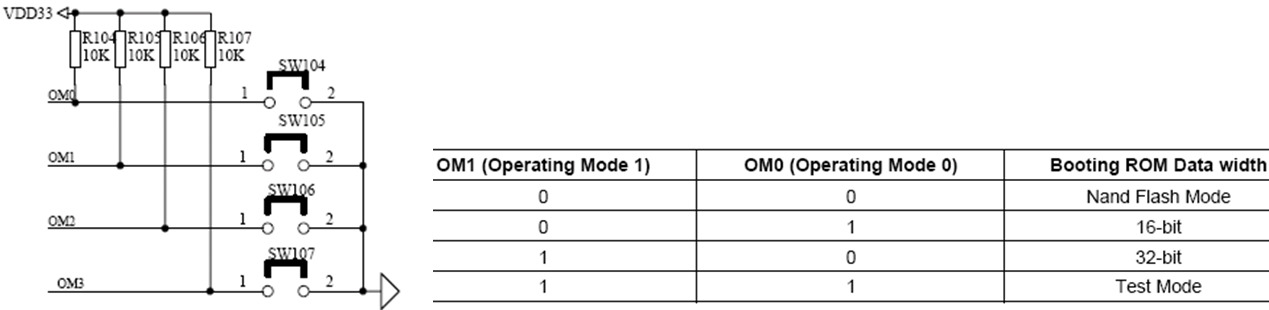 VDD33
R104 R105 R106 R107
10K 10K 10K 10K
SW104
OM0 1 2
SW105
OM1 1 2
SW106
OM2 1 2
SW107
OM3 1 2
OM1 (Operating Mode 1) OM0 (Operating Mode 0) Booting ROM Data width
0 0 Nand Flash Mode
0 1 16-bit
1 0 32-bit
1 1 Test Mode